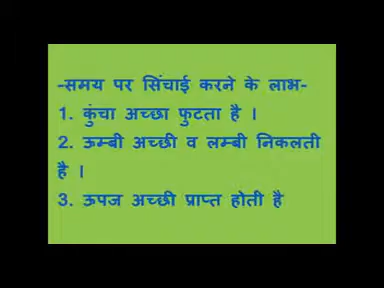 -समय पर सिंचाई करने के लाभ-
1. कुंचा अच्छा फुटता है ।
2. ऊम्बी अच्छी व लम्बी निकलती
है ।
3. ऊपज अच्छी प्राप्त होती है